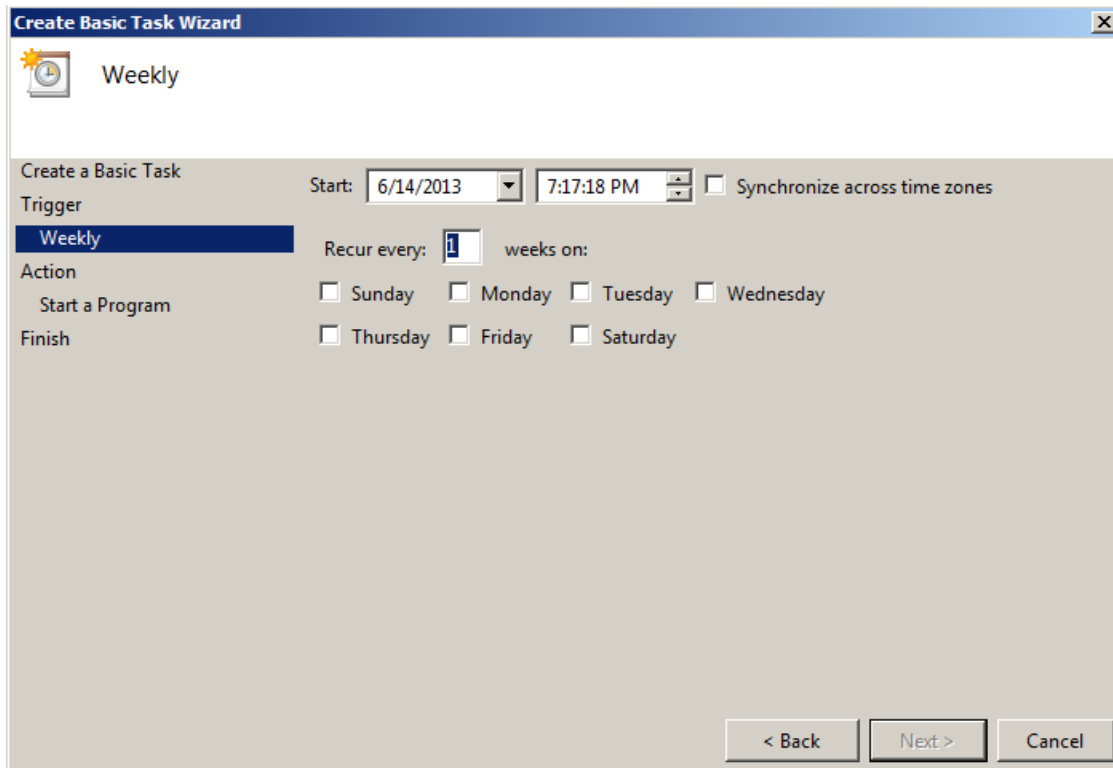 Create Basic Task Wizard
Weekly
Create a Basic Task
Trigger
Weekly
Action
Start a Program
Finish
Start: 6/14/2013 7:17:18 PM Synchronize across time zones
Recur every: 1 weeks on:
Sunday Monday Tuesday Wednesday
Thursday Friday Saturday
< Back Next > Cancel